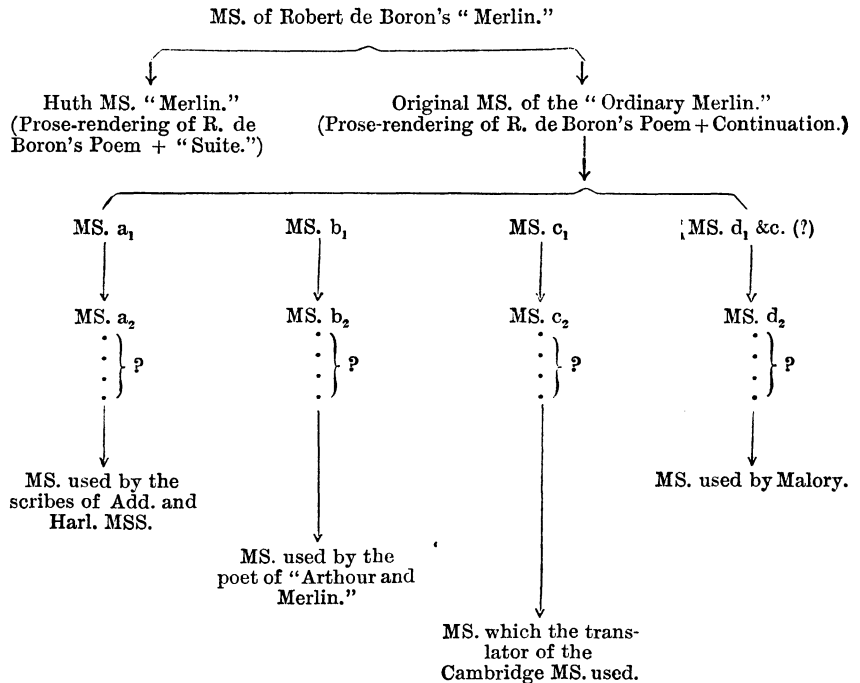 MS. of Robert de Boron's "Merlin."
Huth MS. "Merlin."
(Prose-rendering of R. de
Boron's Poem + "Suite.")
Original MS. of the "Ordinary Merlin."
(Prose-rendering of R. de Boron's Poem + Continuation.)
MS. a₁
MS. b₁
MS. c₁
MS. d₁ &c. (?)
MS. a₂
MS. b₂
MS. c₂
MS. d₂
?
?
?
?
MS. used by the
scribes of Add. and
Harl. MSS.
MS. used by the
poet of "Arthour and
Merlin."
MS. which the trans-
lator of the
Cambridge MS. used.
MS. used by Malory.